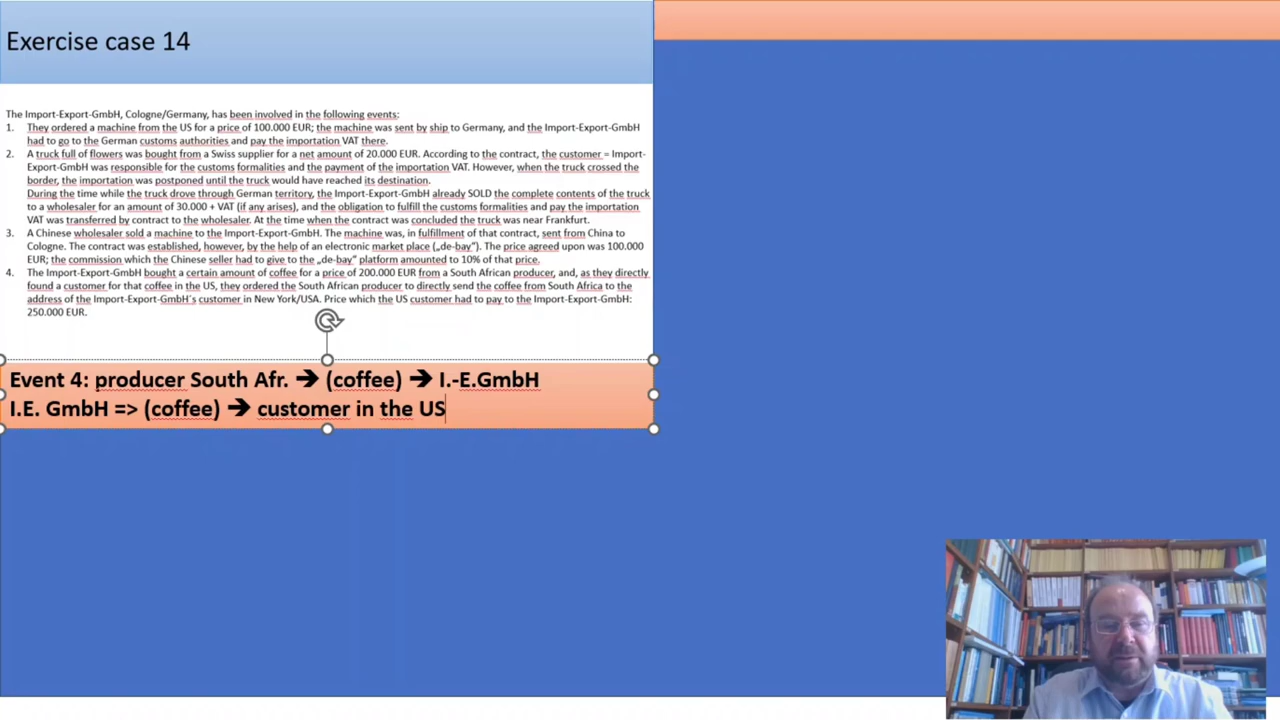 Exercise case 14
The Import-Export-GmbH, Cologne/Germany, has been involved in the following events:
1. They ordered a machine from the US for a price of 100.000 EUR; the machine was sent by ship to Germany, and the Import-Export-GmbH
had to go to the German customs authorities and pay the importation VAT there.
2. A truck full of flowers was bought from a Swiss supplier for a net amount of 20.000 EUR. According to the contract, the customer = Import-
Export-GmbH was responsible for the customs formalities and the payment of the importation VAT. However, when the truck crossed the
border, the importation was postponed until the truck would have reached its destination.
During the time while the truck drove through German territory, the Import-Export-GmbH already SOLD the complete contents of the truck
to a wholesaler for an amount of 30.000 + VAT (if any arises), and the obligation to fulfill the customs formalities and pay the importation
VAT was transferred by contract to the wholesaler. At the time when the contract was concluded the truck was near Frankfurt.
3. A Chinese wholesaler sold a machine to the Import-Export-GmbH. The machine was, in fulfillment of that contract, sent from China to
Cologne. The contract was established, however, by the help of an electronic market place („de-bay“). The price agreed upon was 100.000
EUR; the commission which the Chinese seller had to give to the „de-bay“ platform amounted to 10% of that price.
4. The Import-Export-GmbH bought a certain amount of coffee for a price of 200.000 EUR from a South African producer, and, as they directly
found a customer for that coffee in the US, they ordered the South African producer to directly send the coffee from South Africa to the
address of the Import-Export-GmbH´s customer in New York/USA. Price which the US customer had to pay to the Import-Export-GmbH:
250.000 EUR.
Event 4: producer South Afr. ➔ (coffee) ➔ I.-E.GmbH
I.E. GmbH => (coffee) ➔ customer in the US